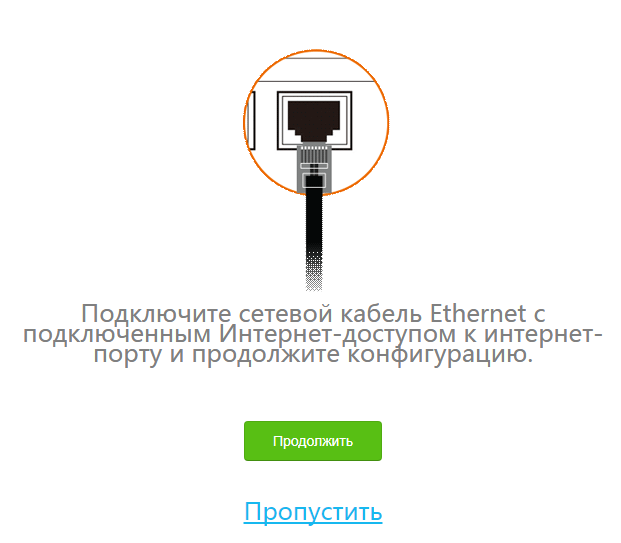 Подключите сетевой кабель Ethernet с
подключенным Интернет-доступом к интернет-
порту и продолжите конфигурацию.
Продолжить
Пропустить